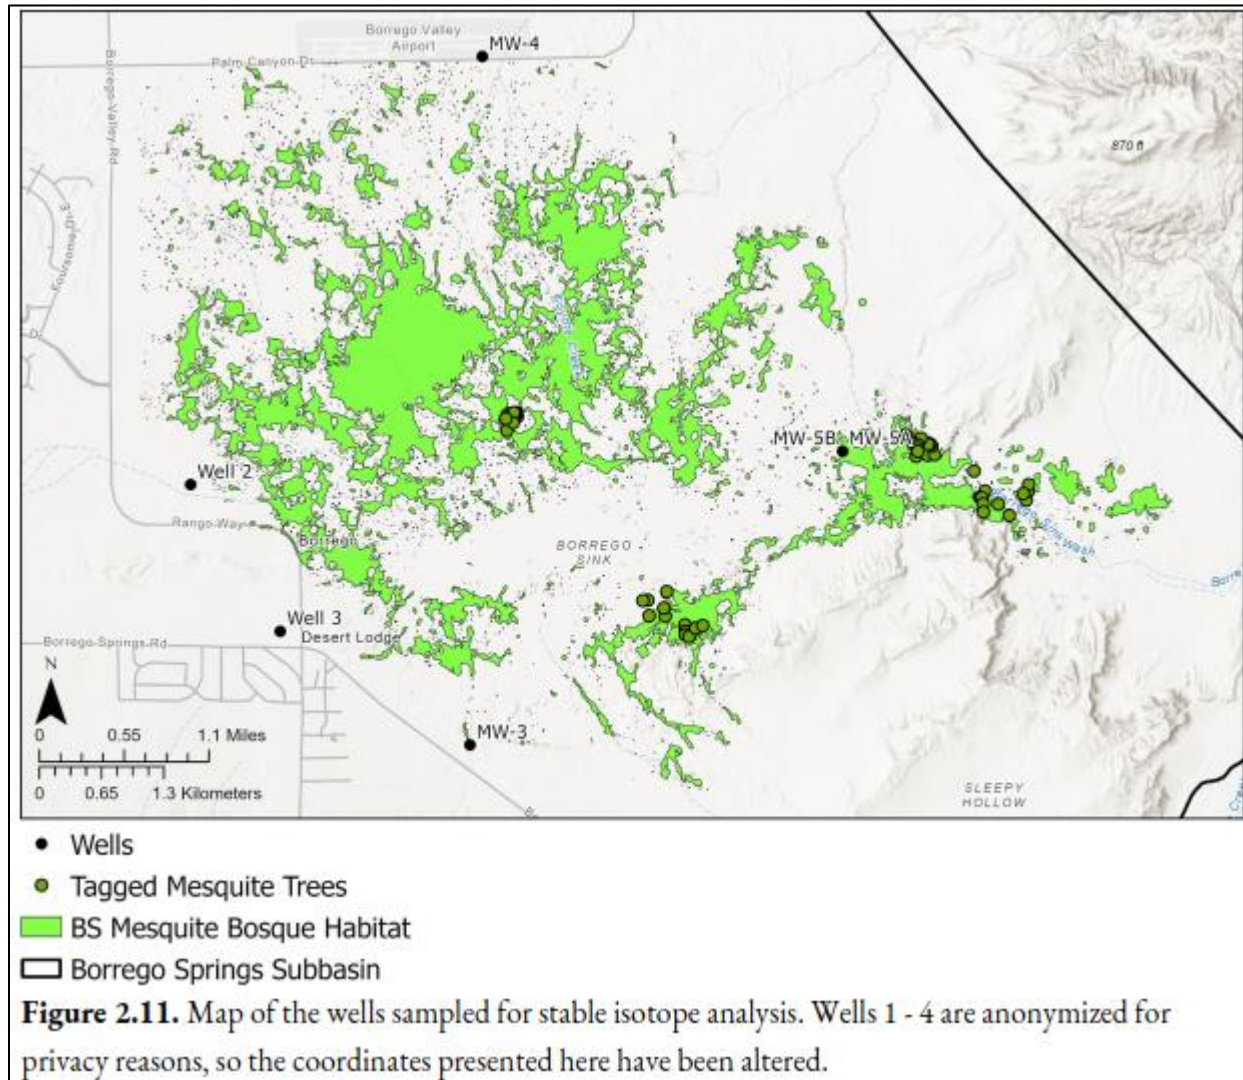 Borrego Valley
Airport
MW-4
Palm Canyon Dr
Borrego Valley Rd
870 ft
Well 2
MW-5B MW-5A
Rango Way
Borrego
BORREGO
SINK
Well 3
Desert Lodge
Borrego Springs Rd
N
0 0.55 1.1 Miles
0 0.65 1.3 Kilometers
MW-3
SLEEPY
HOLLOW
Wells
Tagged Mesquite Trees
BS Mesquite Bosque Habitat
Borrego Springs Subbasin
Figure 2.11. Map of the wells sampled for stable isotope analysis. Wells 1 - 4 are anonymized for
privacy reasons, so the coordinates presented here have been altered.